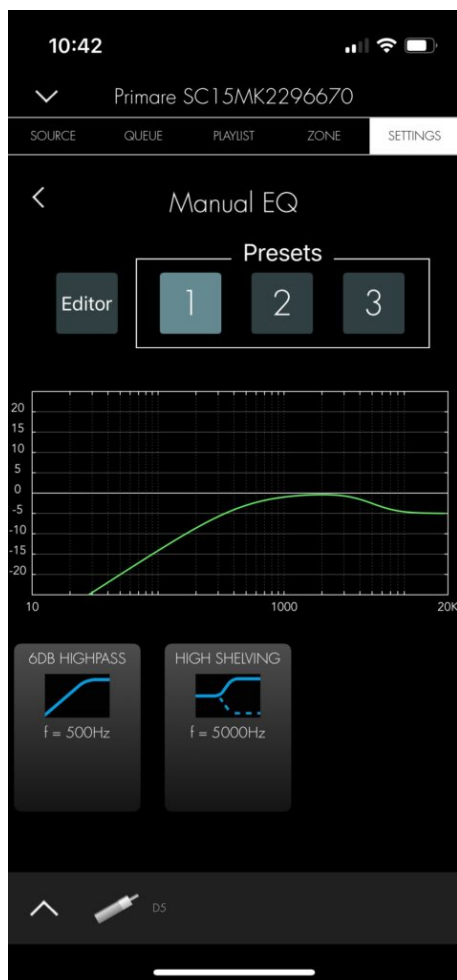 10:42
Primare SC15MK2296670
SOURCE QUEUE PLAYLIST ZONE SETTINGS
Manual EQ
Presets
Editor 1 2 3
20
15
10
5
0
-5
-10
-15
-20
10 1000 20K
6DB HIGHPASS HIGH SHELVING
f = 500Hz f = 5000Hz
D5